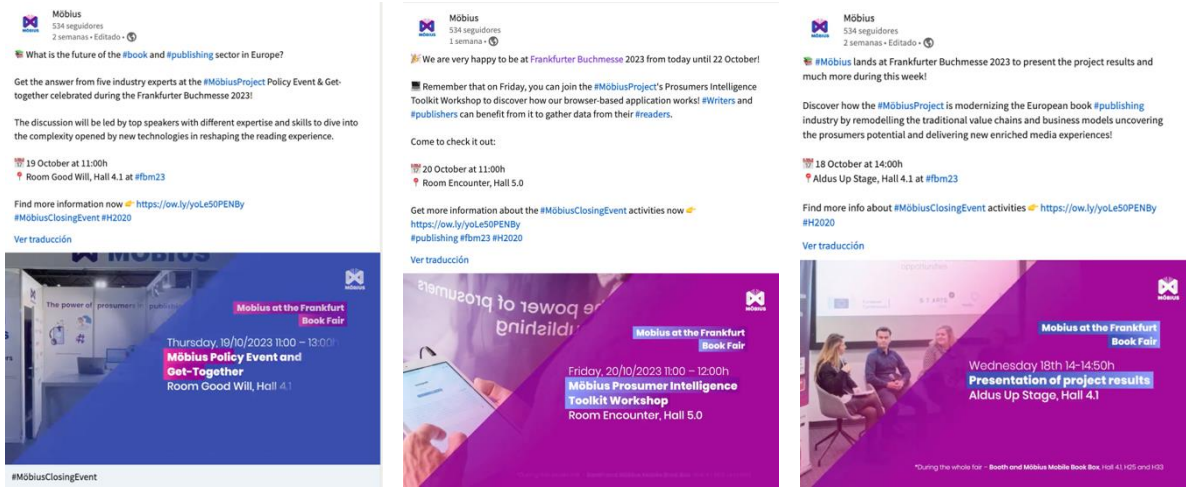 Möbius
534 seguidores
2 semanas • Editado •
What is the future of the #book and #publishing sector in Europe?
Get the answer from five industry experts at the #MöbiusProject Policy Event & Get-
together celebrated during the Frankfurter Buchmesse 2023!
The discussion will be led by top speakers with different expertise and skills to dive into
the complexity opened by new technologies in reshaping the reading experience.
19 October at 11:00h
Room Good Will, Hall 4.1 at #fbm23
Find more information now 👉 https://ow.ly/yoLe50PENBy
#MöbiusClosingEvent #H2020
Ver traducción
MÖBIUS
The power of prosumers in publishing
MÖBIUS
Mobius at the Frankfurt
Book Fair
Thursday, 19/10/2023 11:00 – 13:00h
Möbius Policy Event and
Get-Together
Room Good Will, Hall 4.1
#MöbiusClosingEvent
Möbius
534 seguidores
1 semana •
🎉 We are very happy to be at Frankfurter Buchmesse 2023 from today until 22 October!
Remember that on Friday, you can join the #MöbiusProject's Prosumers Intelligence
Toolkit Workshop to discover how our browser-based application works! #Writers and
#publishers can benefit from it to gather data from their #readers.
Come to check it out:
20 October at 11:00h
Room Encounter, Hall 5.0
Get more information about the #MöbiusClosingEvent activities now 👉
https://ow.ly/yoLe50PENBy
#publishing #fbm23 #H2020
Ver traducción
he power of prosumers
publishing
MÖBIUS
Mobius at the Frankfurt
Book Fair
Friday, 20/10/2023 11:00 – 12:00h
Möbius Prosumer Intelligence
Toolkit Workshop
Room Encounter, Hall 5.0
Möbius
534 seguidores
2 semanas • Editado •
#Möbius lands at Frankfurter Buchmesse 2023 to present the project results and
much more during this week!
Discover how the #MöbiusProject is modernizing the European book #publishing
industry by remodelling the traditional value chains and business models uncovering
the prosumers potential and delivering new enriched media experiences!
18 October at 14:00h
Aldus Up Stage, Hall 4.1 at #fbm23
Find more info about #MöbiusClosingEvent activities 👉 https://ow.ly/yoLe50PENBy
#H2020
Ver traducción
opportunities
MÖBIUS
Mobius at the Frankfurt
Book Fair
Wednesday 18th 14-14:50h
Presentation of project results
Aldus Up Stage, Hall 4.1
*During the whole fair – Booth and Möbius Mobile Book Box, Hall 4.1, H25 and H33